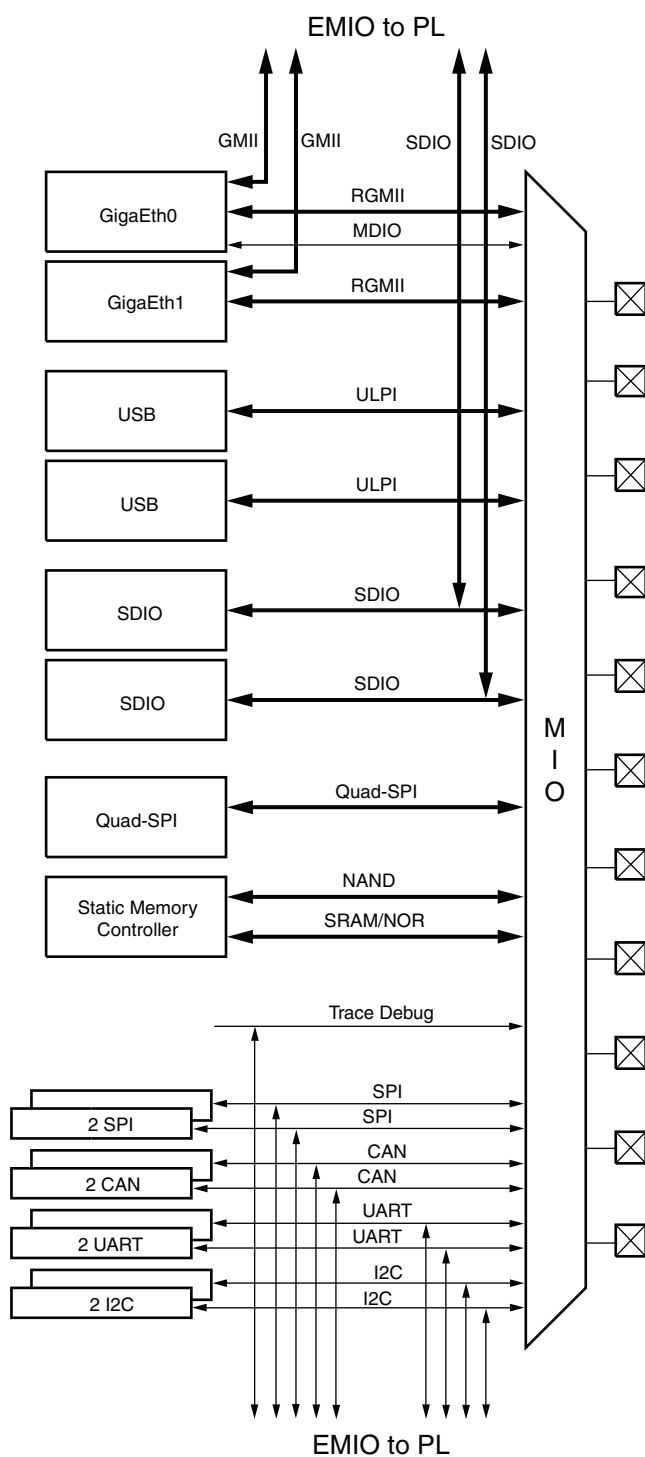 EMIO to PL
GMII
GMII
SDIO
SDIO
GigaEth0
RGMII
MDIO
GigaEth1
RGMII
USB
ULPI
USB
ULPI
SDIO
SDIO
SDIO
SDIO
M
I
O
Quad-SPI
Quad-SPI
Static Memory
Controller
NAND
SRAM/NOR
Trace Debug
SPI
2 SPI
SPI
CAN
2 CAN
CAN
UART
2 UART
UART
I2C
2 I2C
I2C
EMIO to PL